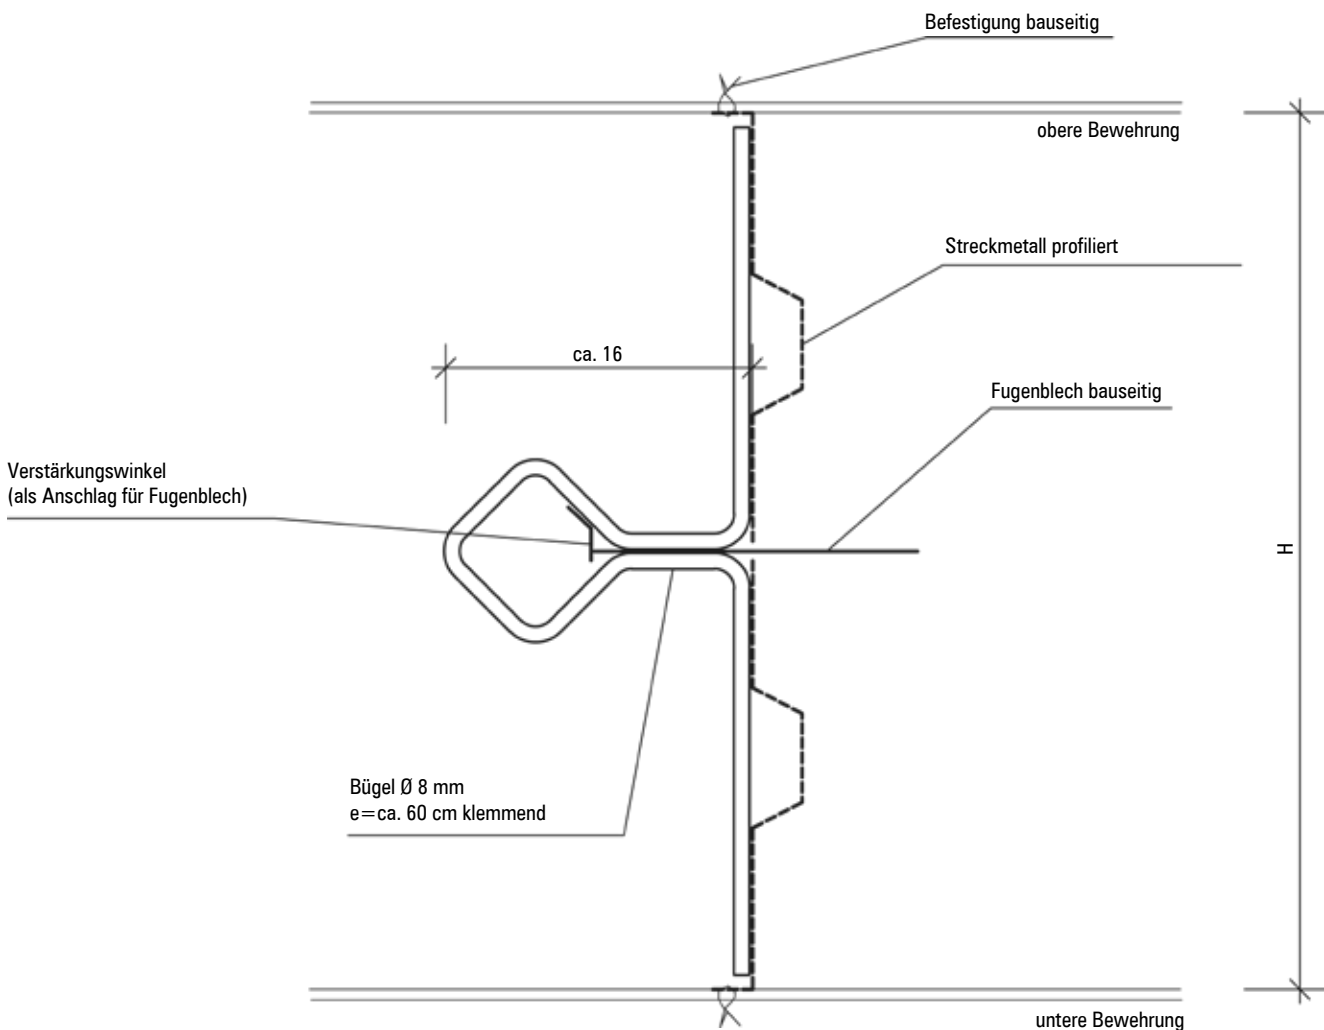 Befestigung bauseitig
obere Bewehrung
Streckmetall profiliert
ca. 16
Fugenblech bauseitig
Verstärkungswinkel
(als Anschlag für Fugenblech)
H
Bügel Ø 8 mm
e=ca. 60 cm klemmend
untere Bewehrung